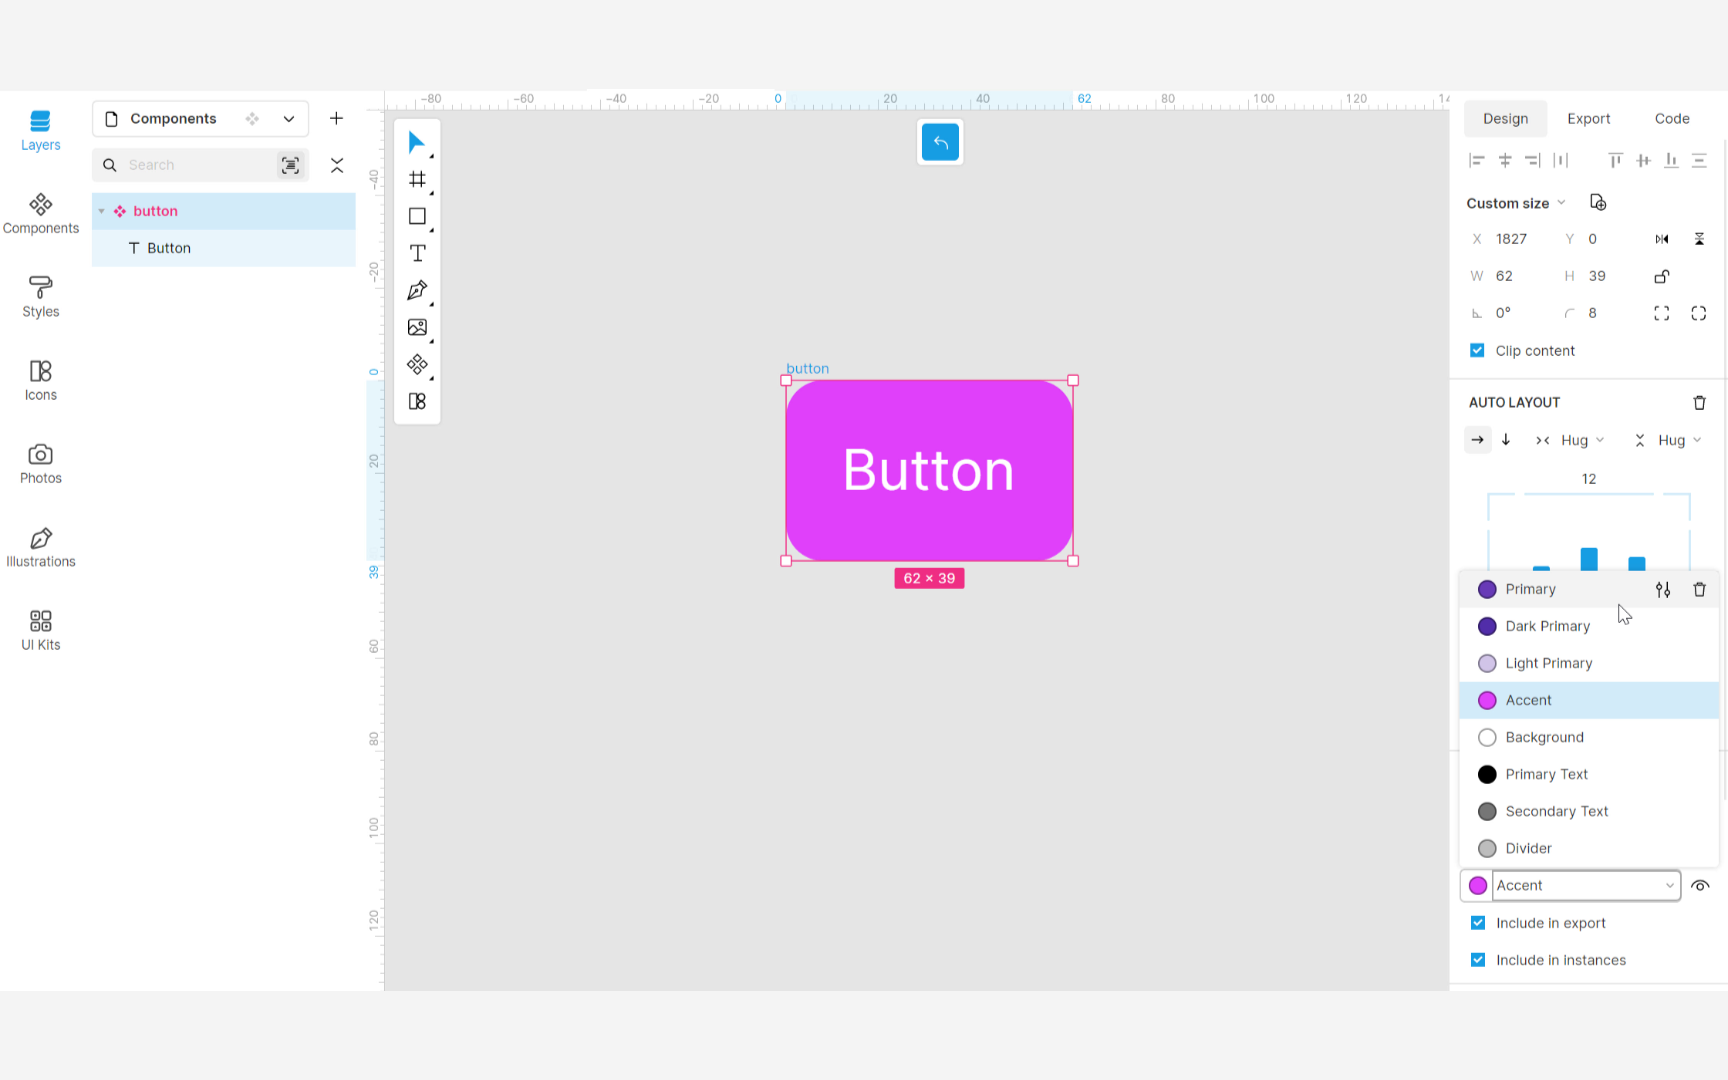 Layers
Components
Styles
Icons
Photos
Illustrations
UI Kits
Components
Search
button
Button
-80 -60 -40 -20 0 20 40 62 80 100 120 14
-40
-20
0
20
39
60
80
100
120
button
Button
62 × 39
Design Export Code
Custom size
X 1827 Y 0
W 62 H 39
0° 8
Clip content
AUTO LAYOUT
Hug Hug
12
Primary
Dark Primary
Light Primary
Accent
Background
Primary Text
Secondary Text
Divider
Accent
Include in export
Include in instances